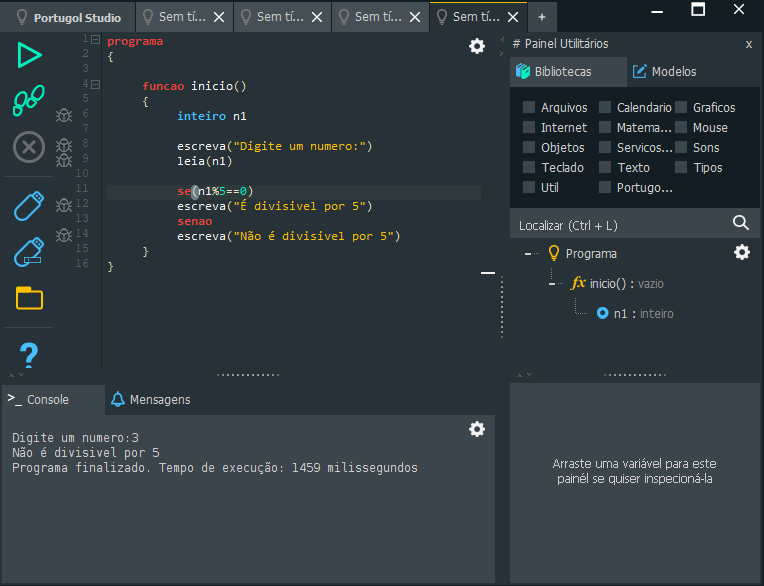 Portugol Studio
Sem tí...
Sem tí...
Sem tí...
Sem tí...
+
1 programa
2 {
3
4 funcao inicio()
5 {
6 inteiro n1
7
8 escreva("Digite um numero:")
9 leia(n1)
10
11 se(n1%5==0)
12 escreva("É divisivel por 5")
13 senao
14 escreva("Não é divisivel por 5")
15 }
16 }
# Painel Utilitários x
Bibliotecas Modelos
Arquivos Calendario Graficos
Internet Matema... Mouse
Objetos Servicos... Sons
Teclado Texto Tipos
Util Portugo...
Localizar (Ctrl + L)
Programa
fx inicio() : vazio
n1 : inteiro
?
>_ Console Mensagens
Digite um numero:3
Não é divisivel por 5
Programa finalizado. Tempo de execução: 1459 milissegundos
Arraste uma variável para este
painél se quiser inspecioná-la